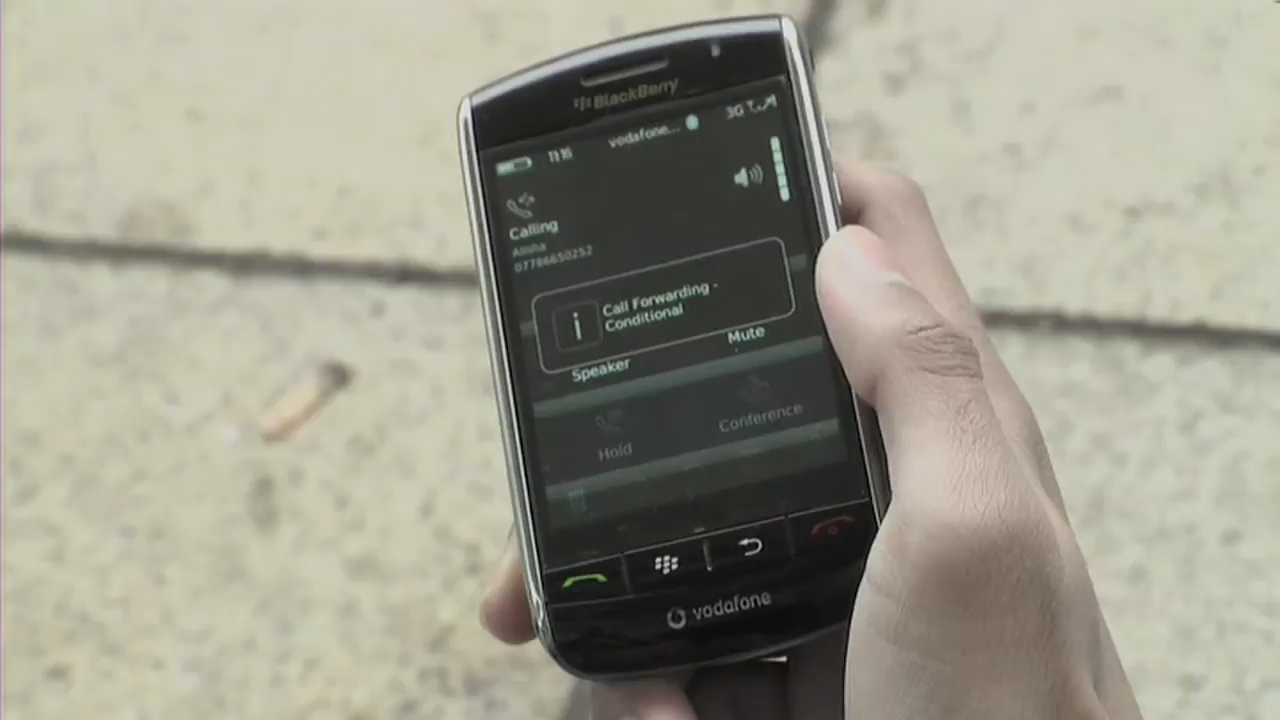 BlackBerry
11:16 vodafone... 3G
Calling
Alisha
07786650252
Call Forwarding -
Conditional
Speaker Mute
Hold Conference
vodafone